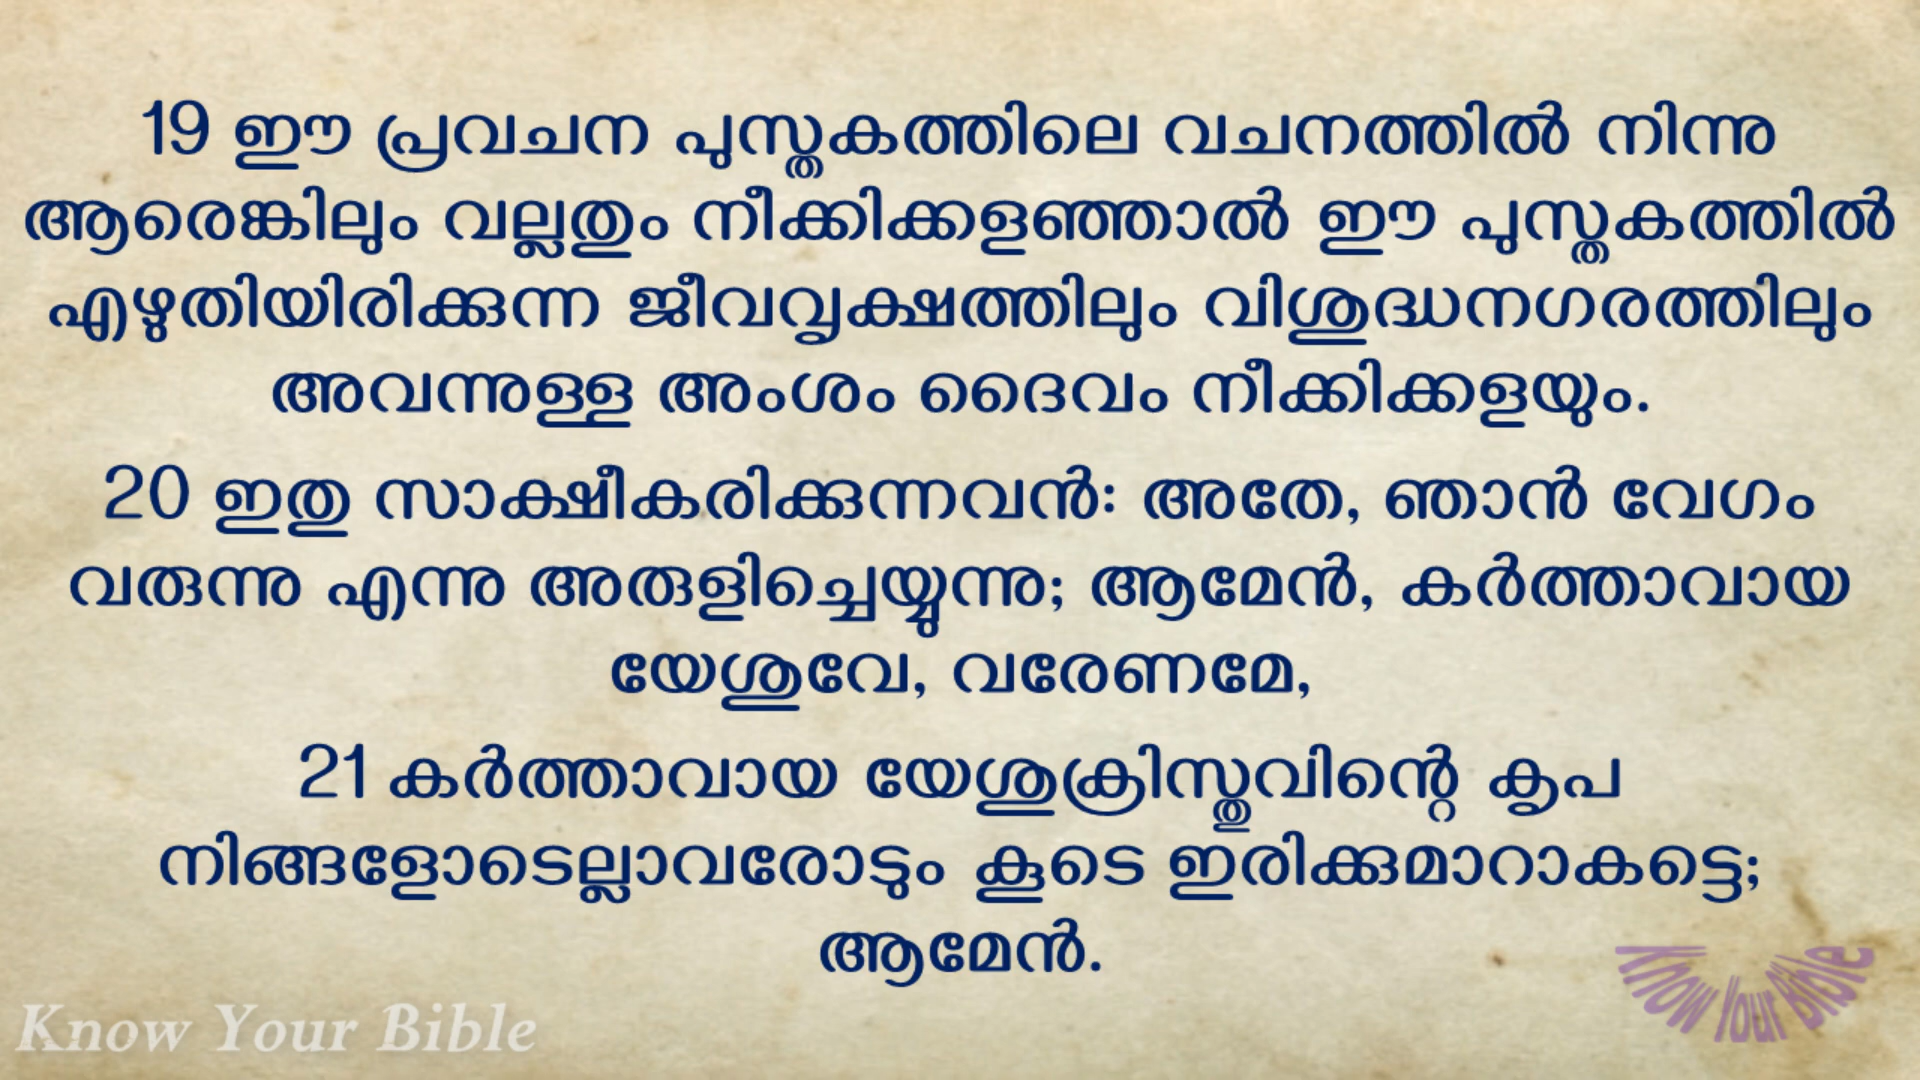 19 ഈ പ്രവചന പുസ്തകത്തിലെ വചനത്തിൽ നിന്നു
ആരെങ്കിലും വല്ലതും നീക്കിക്കളഞ്ഞാൽ ഈ പുസ്തകത്തിൽ
എഴുതിയിരിക്കുന്ന ജീവവൃക്ഷത്തിലും വിശുദ്ധനഗരത്തിലും
അവന്നുള്ള അംശം ദൈവം നീക്കിക്കളയും.
20 ഇതു സാക്ഷീകരിക്കുന്നവൻ: അതേ, ഞാൻ വേഗം
വരുന്നു എന്നു അരുളിച്ചെയ്യുന്നു; ആമേൻ, കർത്താവായ
യേശുവേ, വരേണമേ,
21 കർത്താവായ യേശുക്രിസ്തുവിന്റെ കൃപ
നിങ്ങളോടെല്ലാവരോടും കൂടെ ഇരിക്കുമാറാകട്ടെ;
ആമേൻ.
Know Your Bible
Know Your Bible